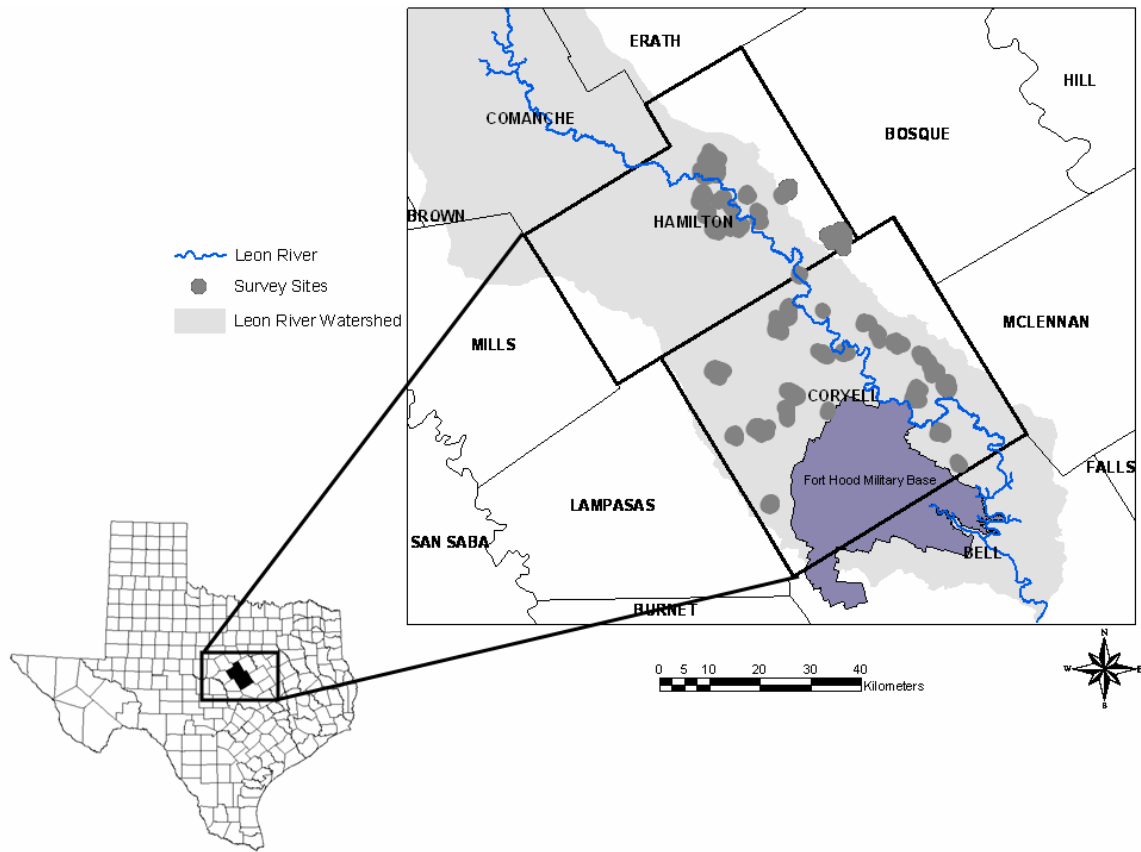 ERATH
HILL
COMANCHE
BOSQUE
BROWN
HAMILTON
Leon River
Survey Sites
Leon River Watershed
MCLENNAN
MILLS
CORYELL
FALLS
Fort Hood Military Base
LAMPASAS
SAN SABA
BELL
BURNET
N
W
E
S
0 5 10 20 30 40
Kilometers